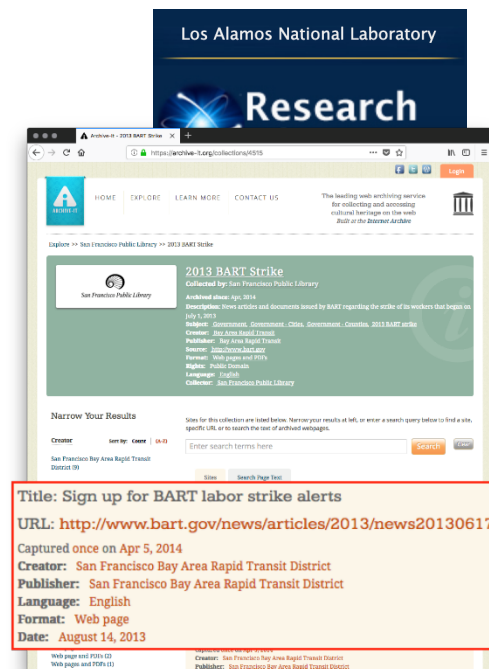 Los Alamos National Laboratory
Research
Archive-It - 2013 BART Strike
https://archive-it.org/collections/4515
Login
ARCHIVE-IT
HOME EXPLORE LEARN MORE CONTACT US
The leading web archiving service
for collecting and accessing
cultural heritage on the web
Built at the Internet Archive
Explore >> San Francisco Public Library >> 2013 BART Strike
San Francisco Public Library
2013 BART Strike
Collected by: San Francisco Public Library
Archived since: Apr, 2014
Description: News articles and documents issued by BART regarding the strike of its workers that began on
July 1, 2013
Subject: Government, Government - Cities, Government - Counties, 2013 BART strike
Creator: Bay Area Rapid Transit
Publisher: Bay Area Rapid Transit
Source: http://www.bart.gov
Format: Web pages and PDFs
Rights: Public Domain
Language: English
Collector: San Francisco Public Library
Narrow Your Results
Sites for this collection are listed below. Narrow your results at left, or enter a search query below to find a site,
specific URL or to search the text of archived webpages.
Creator Sort By: Count (A-Z)
Enter search terms here
Search
Clear
San Francisco Bay Area Rapid Transit
District (9)
Sites Search Page Text
Title: Sign up for BART labor strike alerts
URL: http://www.bart.gov/news/articles/2013/news20130617
Captured once on Apr 5, 2014
Creator: San Francisco Bay Area Rapid Transit District
Publisher: San Francisco Bay Area Rapid Transit District
Language: English
Format: Web page
Date: August 14, 2013
Web page and PDFs (2)
Web pages and PDFs (1)
Captured once on Apr 5, 2014
Creator: San Francisco Bay Area Rapid Transit District
Publisher: San Francisco Bay Area Rapid Transit District